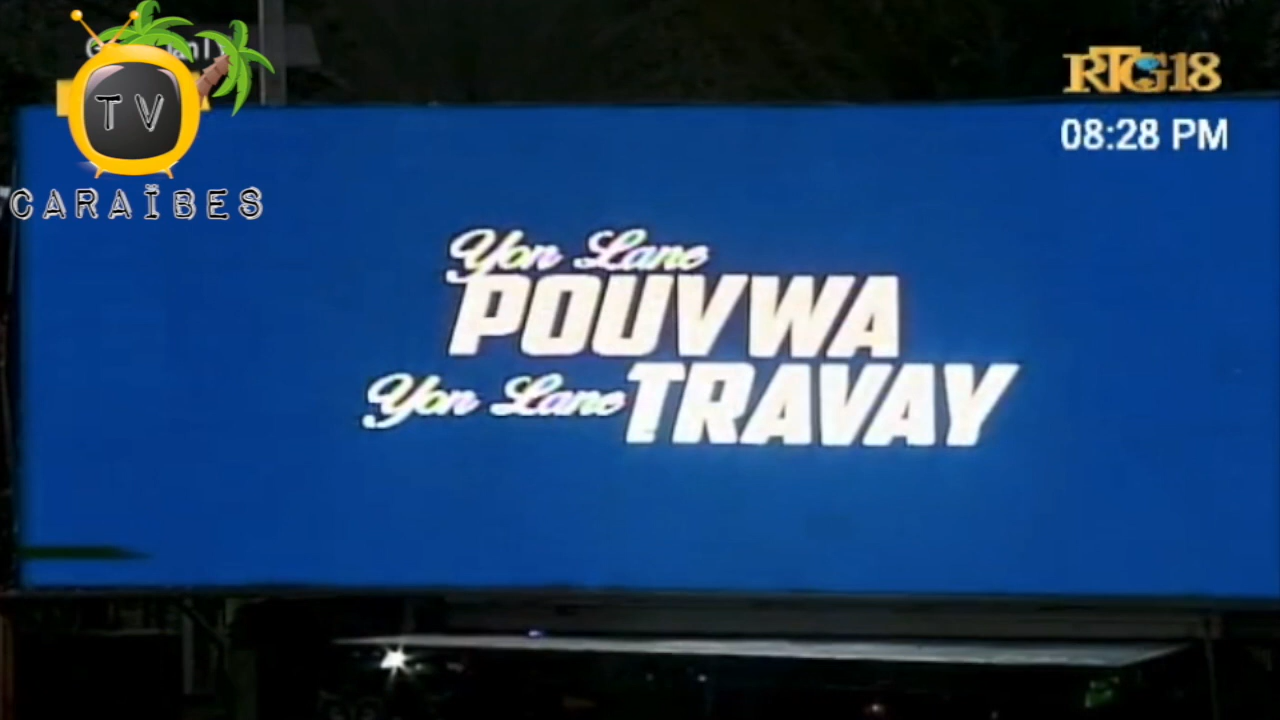 TV
CARAÏBES
RTG18
08:28 PM
Yon Lane
POUVWA
Yon Lane TRAVAY